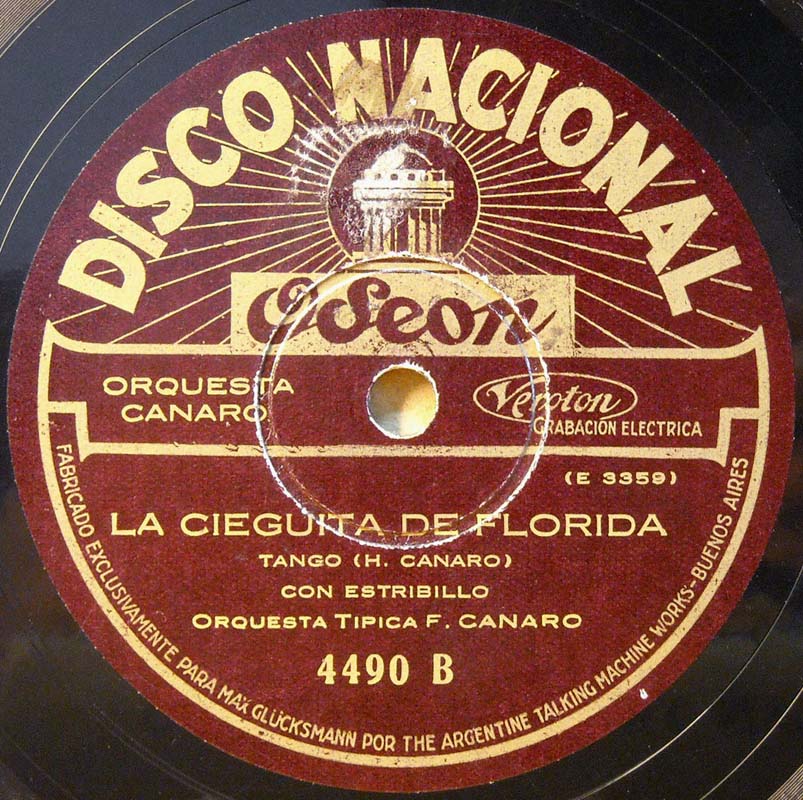 DISCO NACIONAL
Odeon
ORQUESTA
CANARO
Veroton
GRABACIÓN ELECTRICA
(E 3359)
LA CIEGUITA DE FLORIDA
TANGO (H. CANARO)
CON ESTRIBILLO
ORQUESTA TIPICA F. CANARO
4490 B
FABRICADO EXCLUSIVAMENTE PARA MAX GLÜCKSMANN POR THE ARGENTINE TALKING MACHINE WORKS-BUENOS AIRES